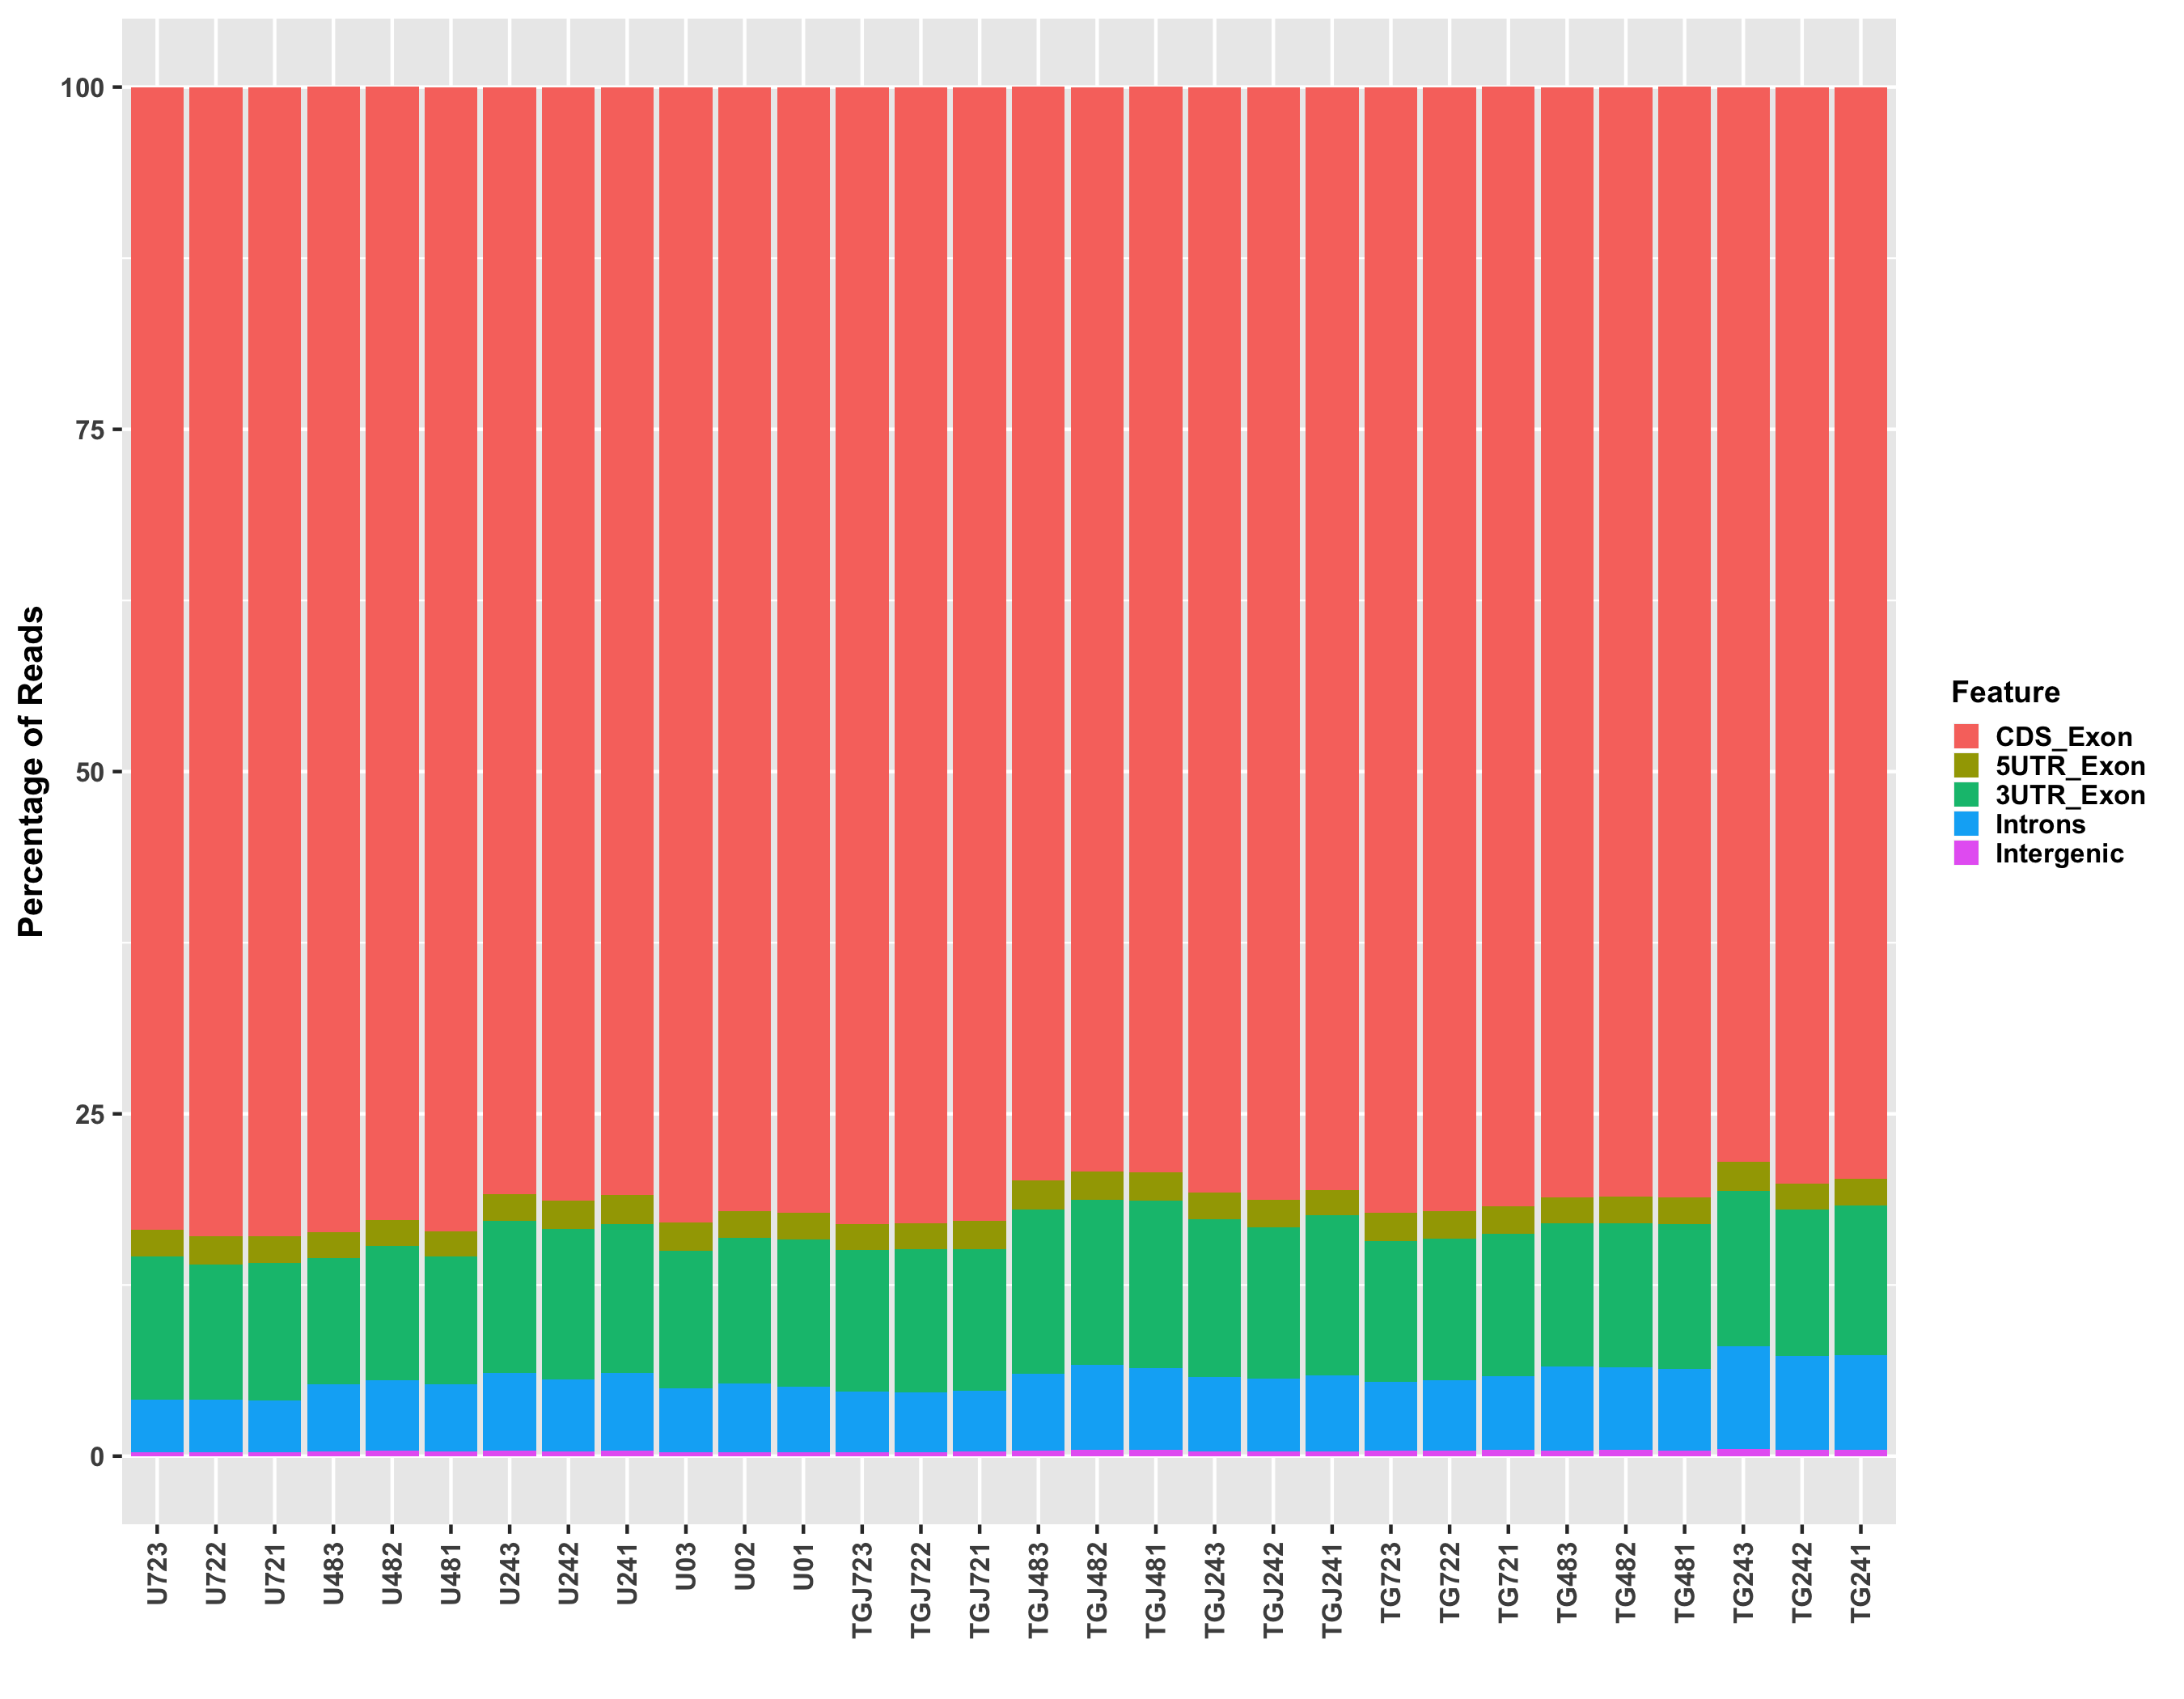 Percentage of Reads
100
75
50
25
0
U723
U722
U721
U483
U482
U481
U243
U242
U241
U03
U02
U01
TGJ723
TGJ722
TGJ721
TGJ483
TGJ482
TGJ481
TGJ243
TGJ242
TGJ241
TG723
TG722
TG721
TG483
TG482
TG481
TG243
TG242
TG241
Feature
CDS_Exon
5UTR_Exon
3UTR_Exon
Introns
Intergenic